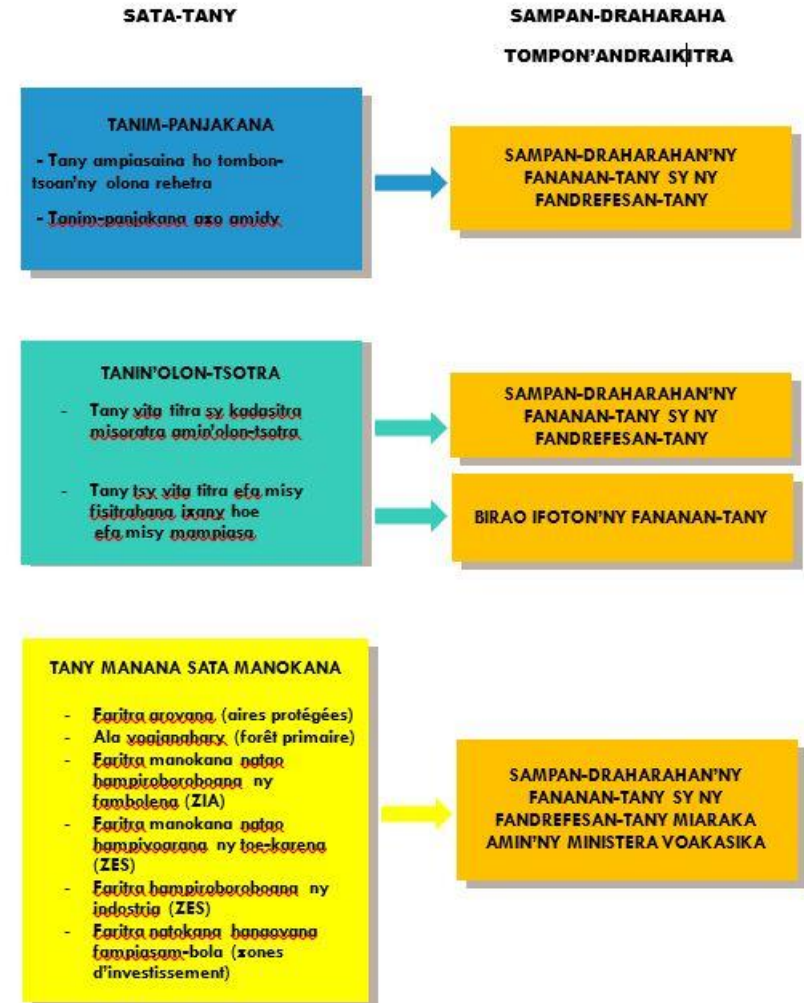 SATA-TANY
SAMPAN-DRAHARAHA
TOMPON'ANDRAIKITRA
TANIM-PANJAKANA
- Tany ampiasaina ho tombon-
tsoan'ny olona rehetra
- Tanim-panjakana azo amidy
SAMPAN-DRAHARAHAN'NY
FANANAN-TANY SY NY
FANDREFESAN-TANY
TANIN'OLON-TSOTRA
- Tany vita titra sy kadasitra
misoratra amin'olon-tsotra
- Tany tsy vita titra efa misy
fisitrahana izany hoe
efa misy mampiasa
SAMPAN-DRAHARAHAN'NY
FANANAN-TANY SY NY
FANDREFESAN-TANY
BIRAO IFOTON'NY FANANAN-TANY
TANY MANANA SATA MANOKANA
- Faritra arovana (aires protégées)
- Ala voajanahary (forêt primaire)
- Faritra manokana natao
hampiroboroboana ny
fambolena (ZIA)
- Faritra manokana natao
hampivoarana ny toe-karena
(ZES)
- Faritra hampiroboroboana ny
indostria (ZES)
- Faritra natokana hanaovana
fampiasam-bola (zones
d'investissement)
SAMPAN-DRAHARAHAN'NY
FANANAN-TANY SY NY
FANDREFESAN-TANY MIARAKA
AMIN'NY MINISTERA VOAKASIKA